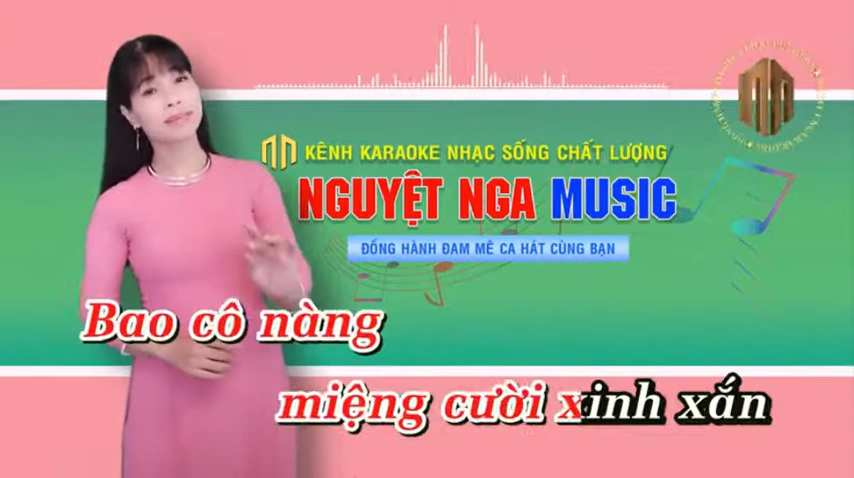 KÊNH KARAOKE NHẠC SỐNG CHẤT LƯỢNG
NGUYỆT NGA MUSIC
ĐỒNG HÀNH ĐAM MÊ CA HÁT CÙNG BẠN
Bao cô nàng
miệng cười xinh xắn